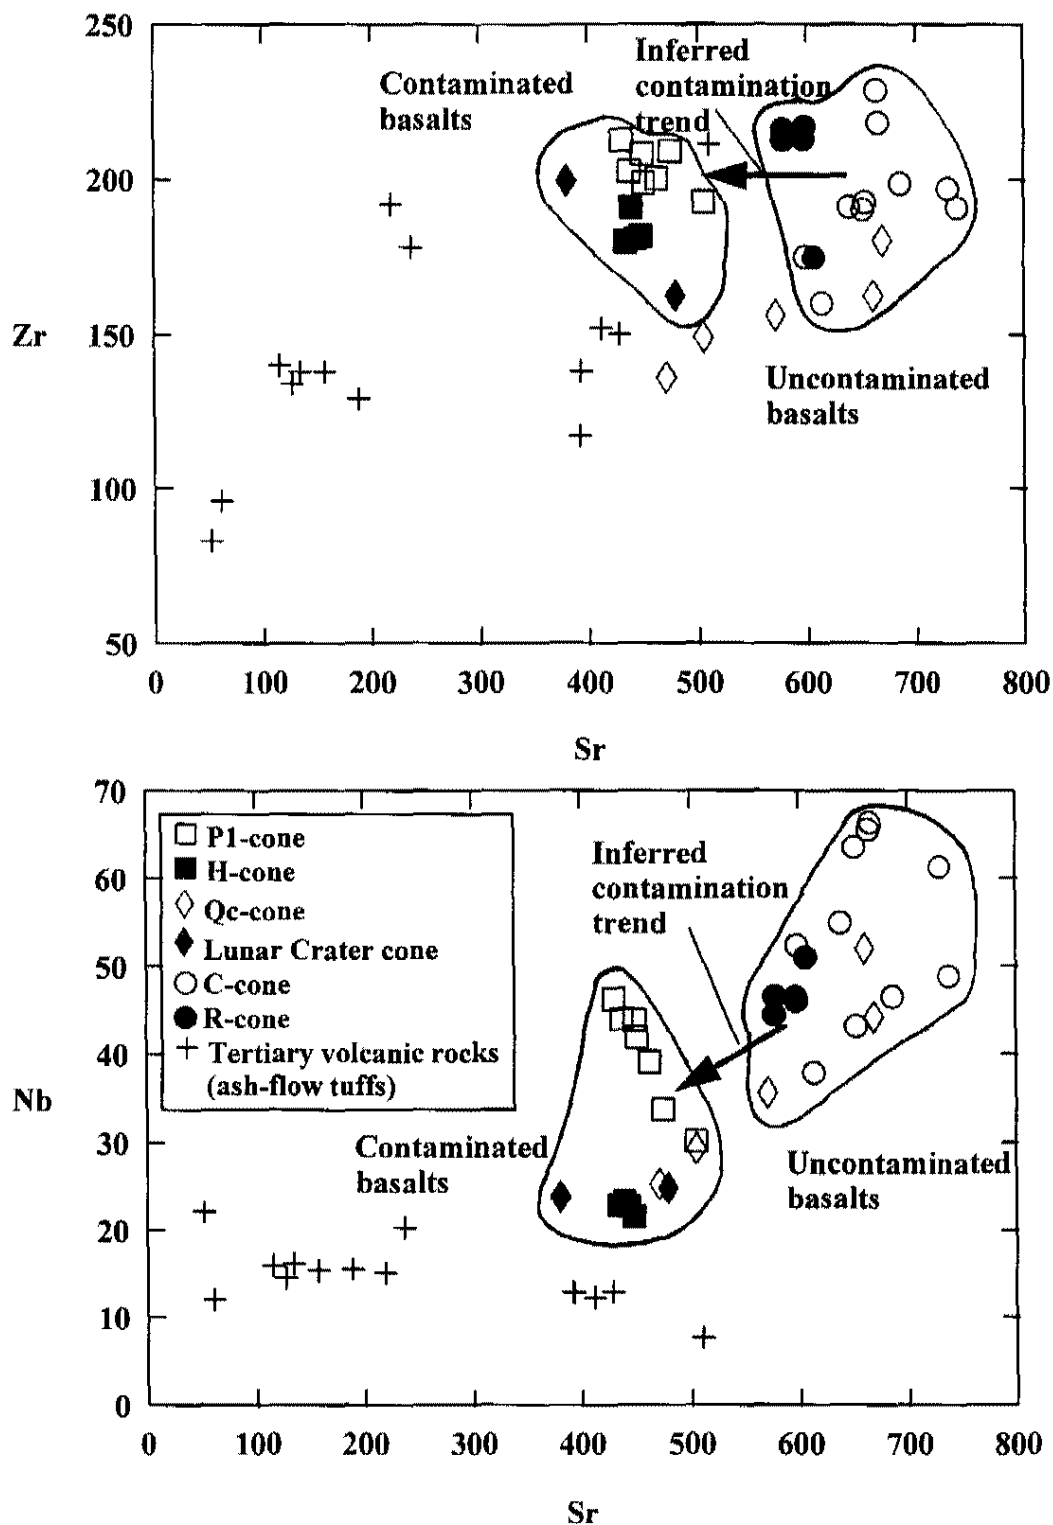 250
200
150
100
50
Zr
Contaminated
basalts
Inferred
contamination
trend
Uncontaminated
basalts
0 100 200 300 400 500 600 700 800
Sr
70
60
50
40
30
20
10
0
Nb
P1-cone
H-cone
Qc-cone
Lunar Crater cone
C-cone
R-cone
Tertiary volcanic rocks
(ash-flow tuffs)
Inferred
contamination
trend
Contaminated
basalts
Uncontaminated
basalts
0 100 200 300 400 500 600 700 800
Sr